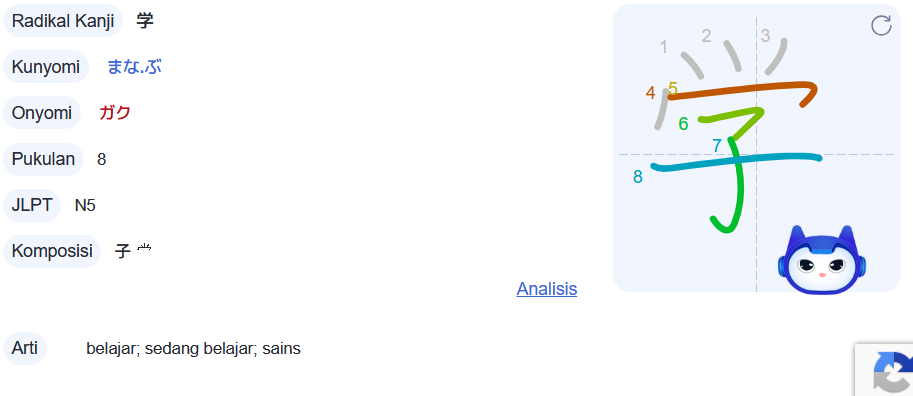 Radikal Kanji 学
Kunyomi まな.ぶ
Onyomi ガク
Pukulan 8
JLPT N5
Komposisi 子 ⺍
Analisis
Arti belajar; sedang belajar; sains
1 2 3
4 5
6
7
8